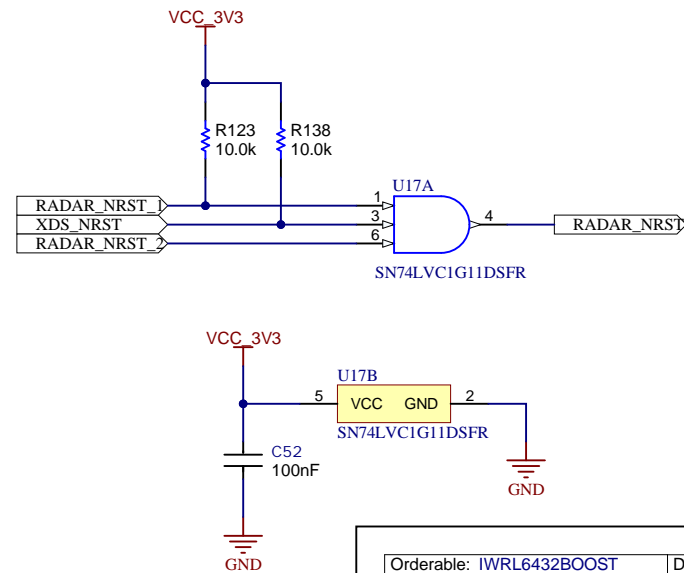 VCC_3V3
R123
10.0k
R138
10.0k
U17A
RADAR_NRST_1
1
XDS_NRST
3
4
RADAR_NRST
RADAR_NRST_2
6
SN74LVC1G11DSFR
VCC_3V3
U17B
5
VCC GND
2
SN74LVC1G11DSFR
C52
100nF
GND
GND
Orderable: IWRL6432BOOST
D